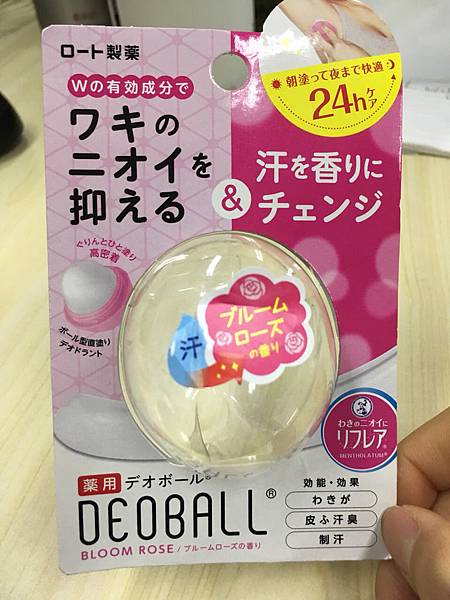 ロート製薬
Wの有効成分で
ワキの
ニオイを
抑える
&
汗を香りに
チェンジ
朝塗って夜まで快適
24hケア
ぐりんとひと塗り
高密着
ボール型直塗り
デオドラント
ブルーム
ローズ
の香り
汗
わきのニオイに
リフレア®
MENTHOLATUM®
薬用 デオボール®
DEOBALL®
BLOOM ROSE / ブルームローズの香り
効能・効果
わきが
皮ふ汗臭
制汗